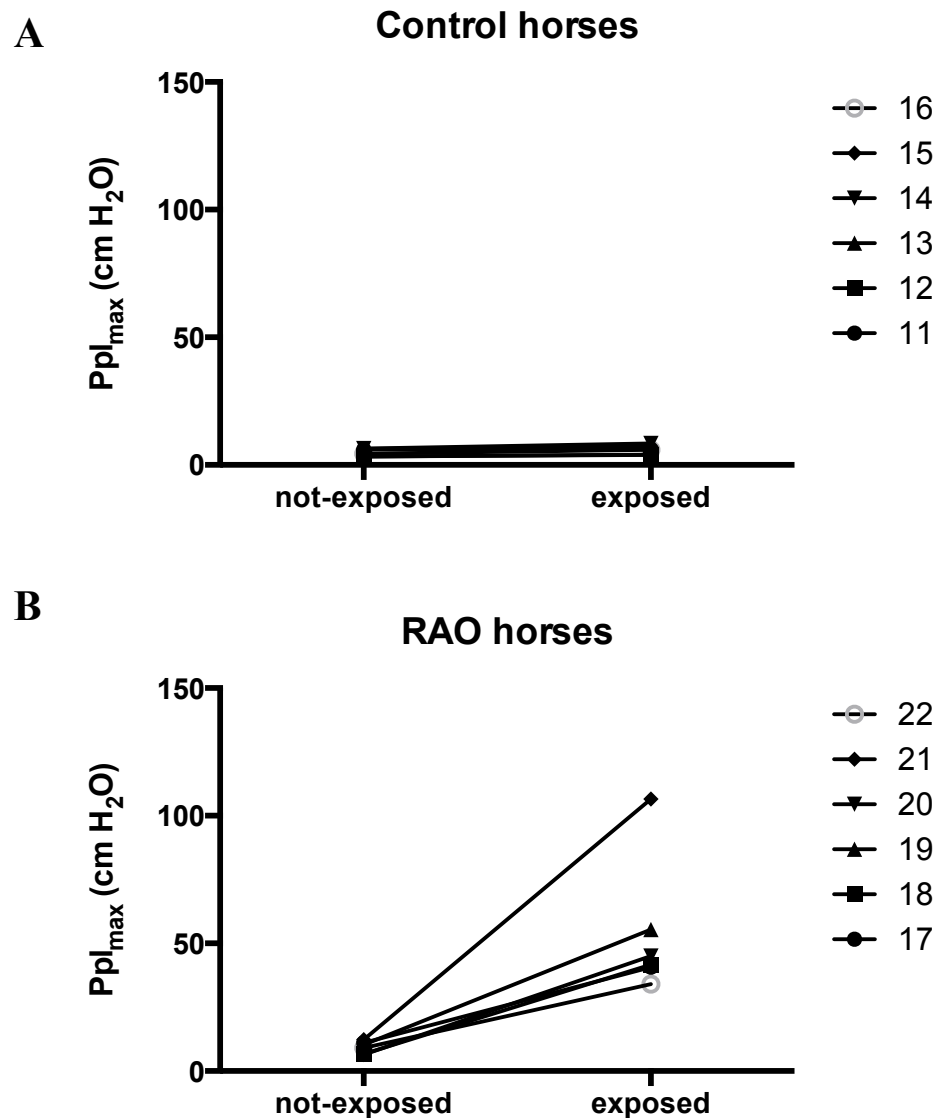 A
Control horses
150
100
50
0
Ppl_max (cm H₂O)
not-exposed
exposed
16
15
14
13
12
11
B
RAO horses
150
100
50
0
Ppl_max (cm H₂O)
not-exposed
exposed
22
21
20
19
18
17